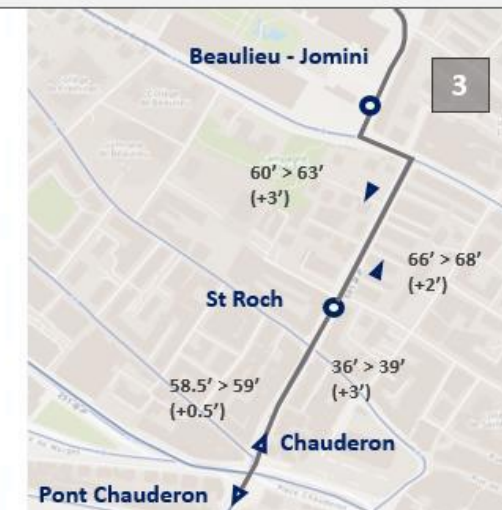 Beaulieu - Jomini
3
60’ > 63’
(+3’)
66’ > 68’
(+2’)
St Roch
36’ > 39’
(+3’)
58.5’ > 59’
(+0.5’)
Chauderon
Pont Chauderon